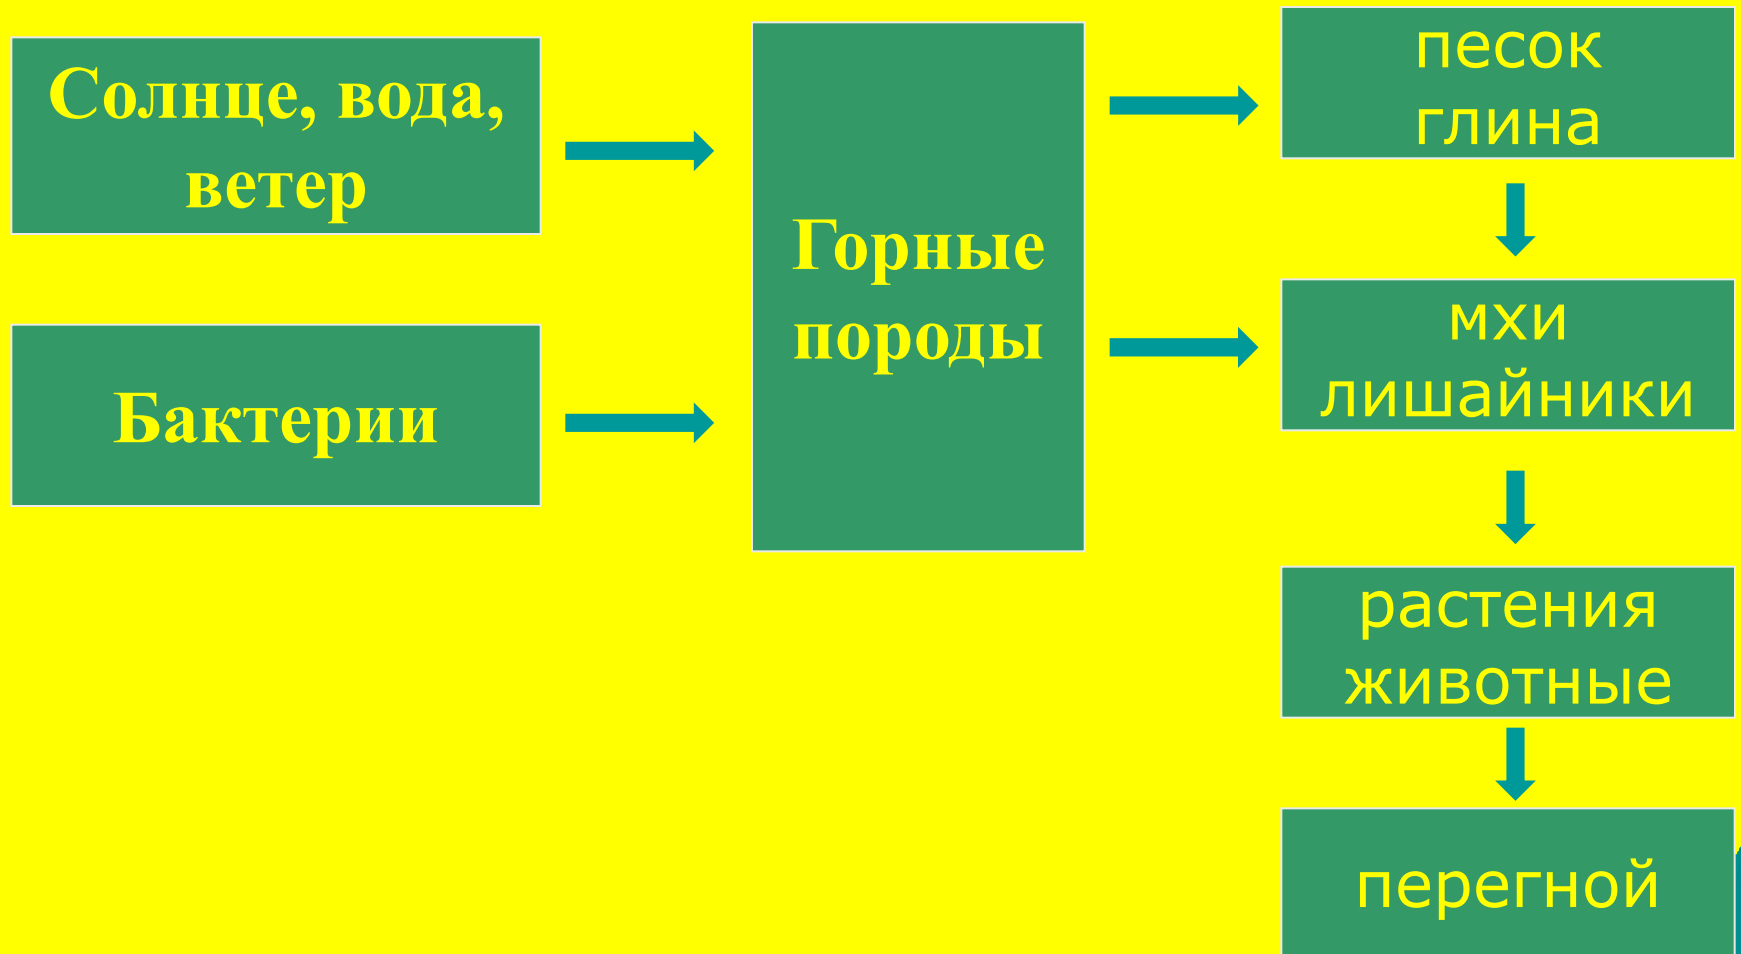 Солнце, вода,
ветер
Бактерии
Горные
породы
песок
глина
мхи
лишайники
растения
животные
перегной